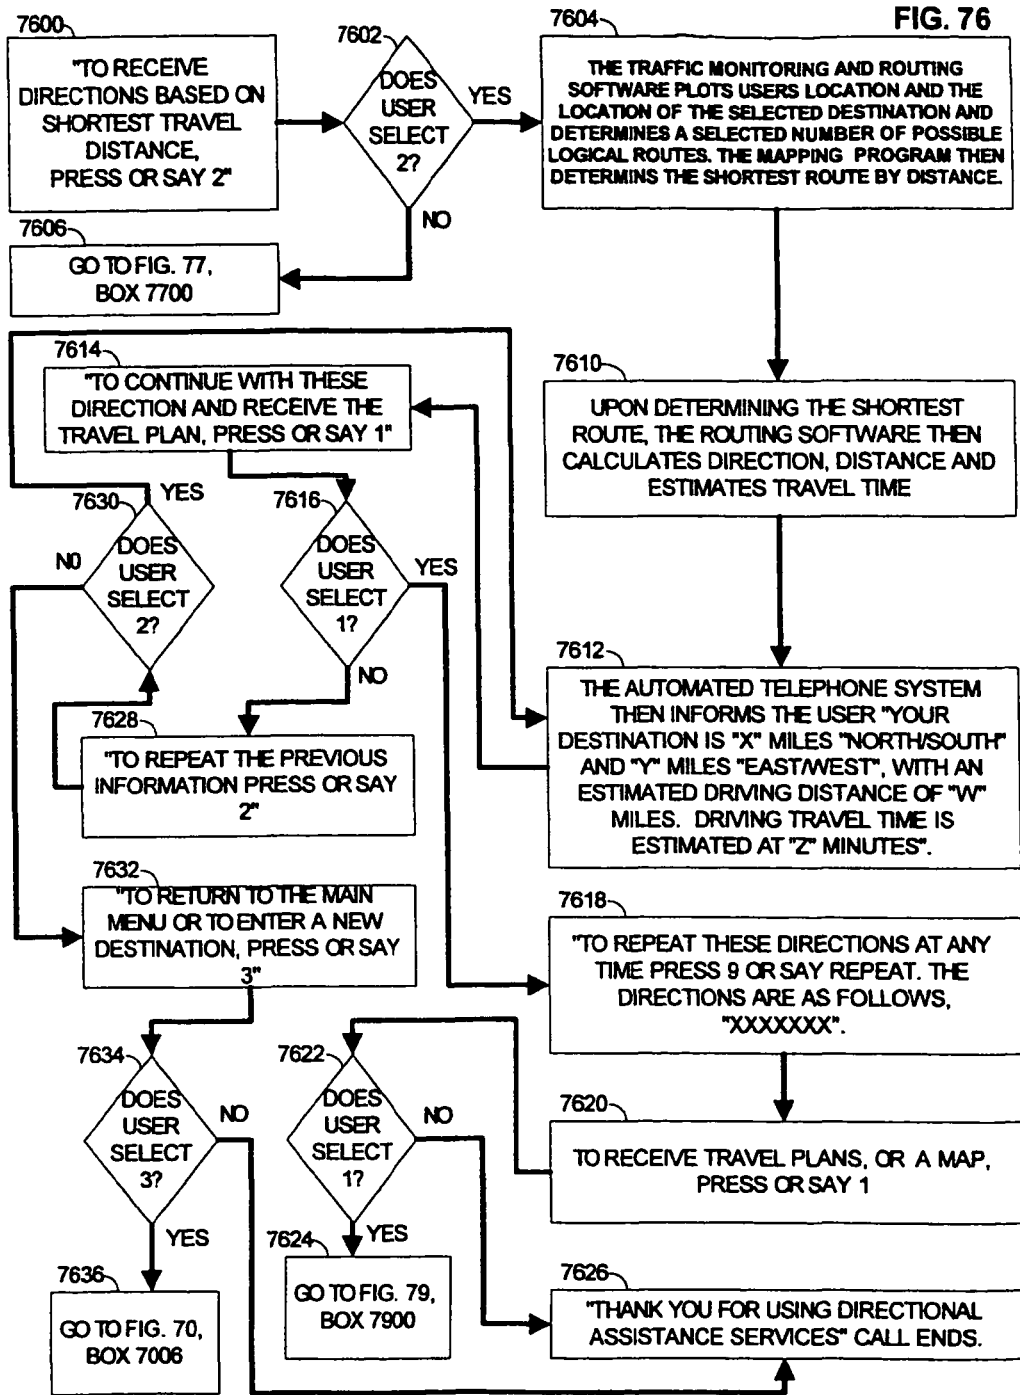 FIG. 76
7600
"TO RECEIVE
DIRECTIONS BASED ON
SHORTEST TRAVEL
DISTANCE,
PRESS OR SAY 2"
7602
DOES
USER
SELECT
2?
YES
NO
7604
THE TRAFFIC MONITORING AND ROUTING
SOFTWARE PLOTS USERS LOCATION AND THE
LOCATION OF THE SELECTED DESTINATION AND
DETERMINES A SELECTED NUMBER OF POSSIBLE
LOGICAL ROUTES. THE MAPPING PROGRAM THEN
DETERMINS THE SHORTEST ROUTE BY DISTANCE.
7606
GO TO FIG. 77,
BOX 7700
7610
UPON DETERMINING THE SHORTEST
ROUTE, THE ROUTING SOFTWARE THEN
CALCULATES DIRECTION, DISTANCE AND
ESTIMATES TRAVEL TIME
7612
THE AUTOMATED TELEPHONE SYSTEM
THEN INFORMS THE USER "YOUR
DESTINATION IS "X" MILES "NORTH/SOUTH"
AND "Y" MILES "EAST/WEST", WITH AN
ESTIMATED DRIVING DISTANCE OF "W"
MILES. DRIVING TRAVEL TIME IS
ESTIMATED AT "Z" MINUTES".
7614
"TO CONTINUE WITH THESE
DIRECTION AND RECEIVE THE
TRAVEL PLAN, PRESS OR SAY 1"
7616
DOES
USER
SELECT
1?
YES
NO
7618
"TO REPEAT THESE DIRECTIONS AT ANY
TIME PRESS 9 OR SAY REPEAT. THE
DIRECTIONS ARE AS FOLLOWS,
"XXXXXXX".
7620
TO RECEIVE TRAVEL PLANS, OR A MAP,
PRESS OR SAY 1
7622
DOES
USER
SELECT
1?
NO
YES
7624
GO TO FIG. 79,
BOX 7900
7626
"THANK YOU FOR USING DIRECTIONAL
ASSISTANCE SERVICES" CALL ENDS.
7628
"TO REPEAT THE PREVIOUS
INFORMATION PRESS OR SAY
2"
7630
DOES
USER
SELECT
2?
YES
NO
7632
"TO RETURN TO THE MAIN
MENU OR TO ENTER A NEW
DESTINATION, PRESS OR SAY
3"
7634
DOES
USER
SELECT
3?
NO
YES
7636
GO TO FIG. 70,
BOX 7006